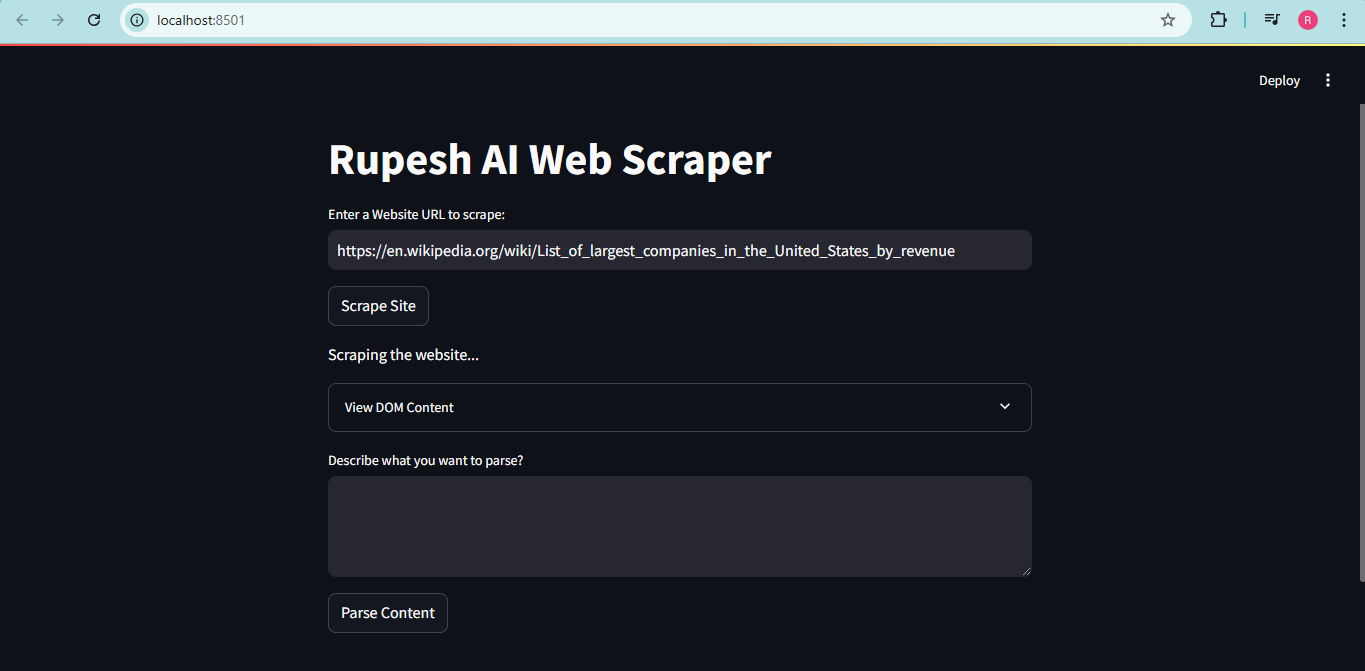 localhost:8501
R
Deploy
Rupesh AI Web Scraper
Enter a Website URL to scrape:
https://en.wikipedia.org/wiki/List_of_largest_companies_in_the_United_States_by_revenue
Scrape Site
Scraping the website...
View DOM Content
Describe what you want to parse?
Parse Content